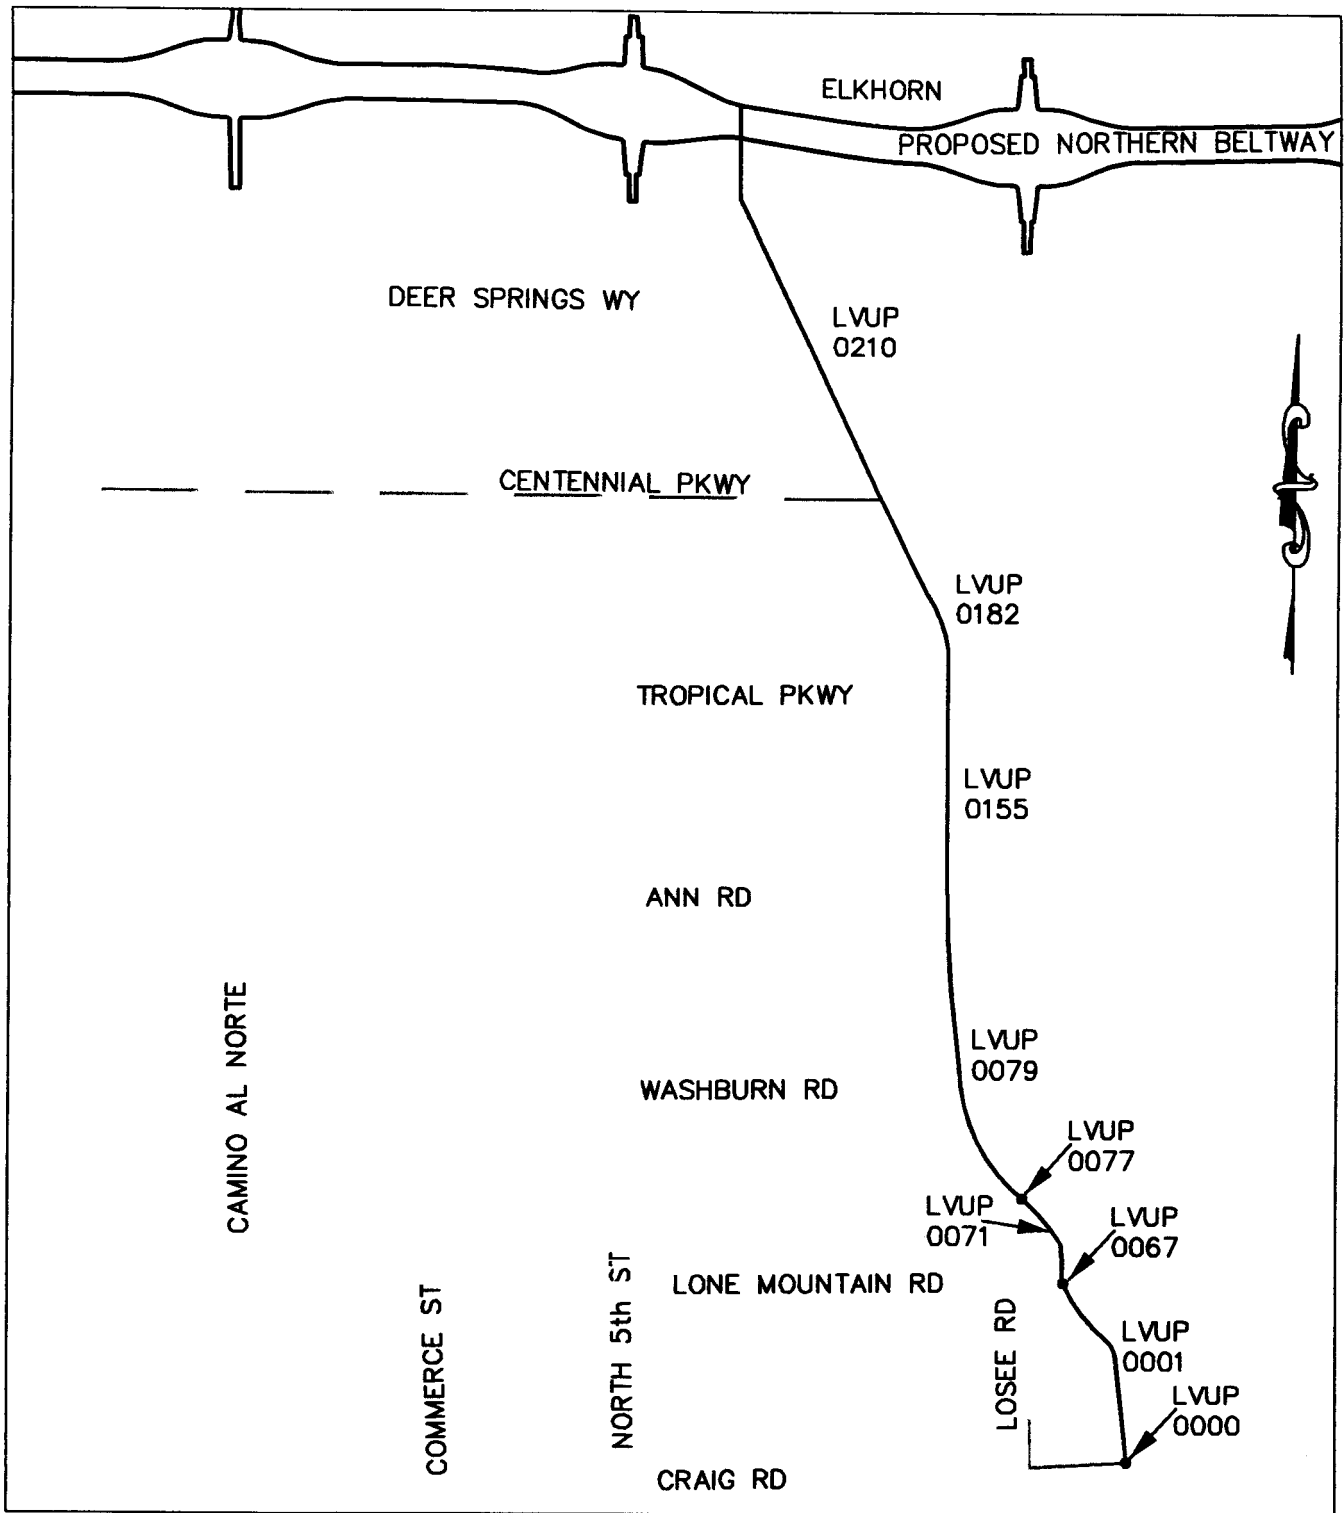 ELKHORN
PROPOSED NORTHERN BELTWAY
DEER SPRINGS WY
LVUP
0210
CENTENNIAL PKWY
LVUP
0182
TROPICAL PKWY
LVUP
0155
ANN RD
CAMINO AL NORTE
LVUP
0079
WASHBURN RD
LVUP
0077
LVUP
0071
LVUP
0067
LONE MOUNTAIN RD
COMMERCE ST
NORTH 5th ST
LOSEE RD
LVUP
0001
LVUP
0000
CRAIG RD